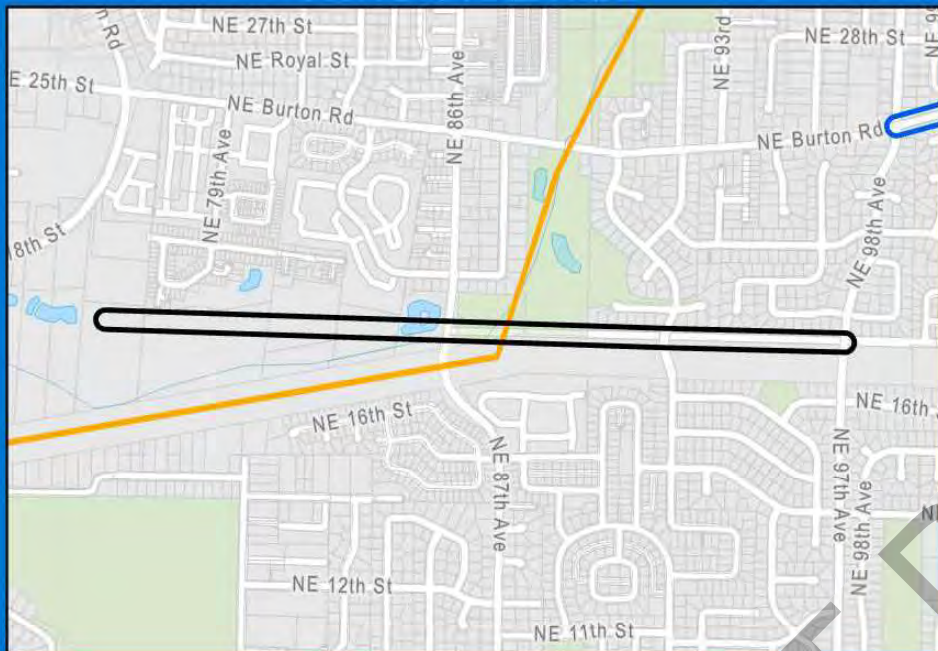 n Rd
NE 27th St
NE Royal St
E 25th St
NE Burton Rd
NE 79th Ave
NE 86th Ave
NE 93rd
NE 28th St
NE Burton Rd
NE 98th Ave
18th St
NE 16th St
NE 87th Ave
NE 16th
NE 97th Ave
NE 98th Ave
NE 12th St
NE 11th St